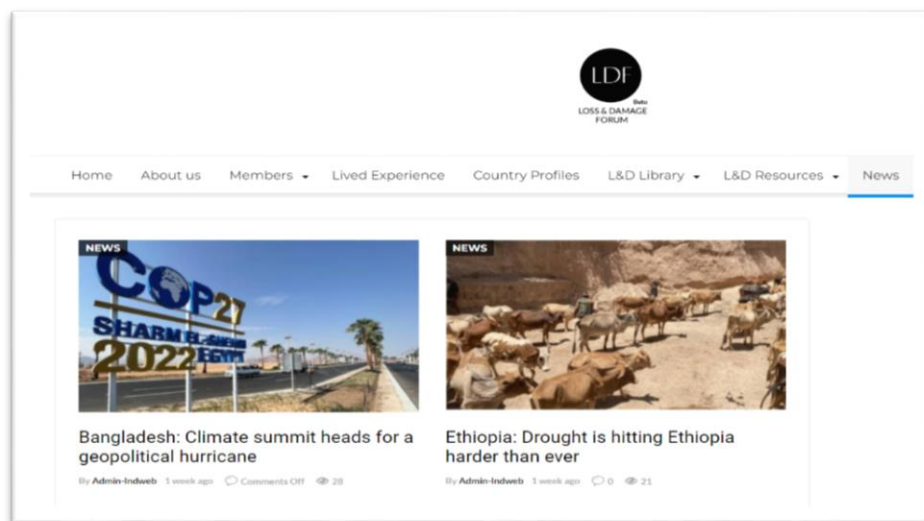 LDF
Beta
LOSS & DAMAGE
FORUM
Home About us Members Lived Experience Country Profiles L&D Library L&D Resources News
NEWS
COP27
SHARM EL-SHEIKH
2022 EGYPT
Bangladesh: Climate summit heads for a
geopolitical hurricane
By Admin-lndweb 1 week ago Comments Off 28
NEWS
Ethiopia: Drought is hitting Ethiopia
harder than ever
By Admin-lndweb 1 week ago 0 21